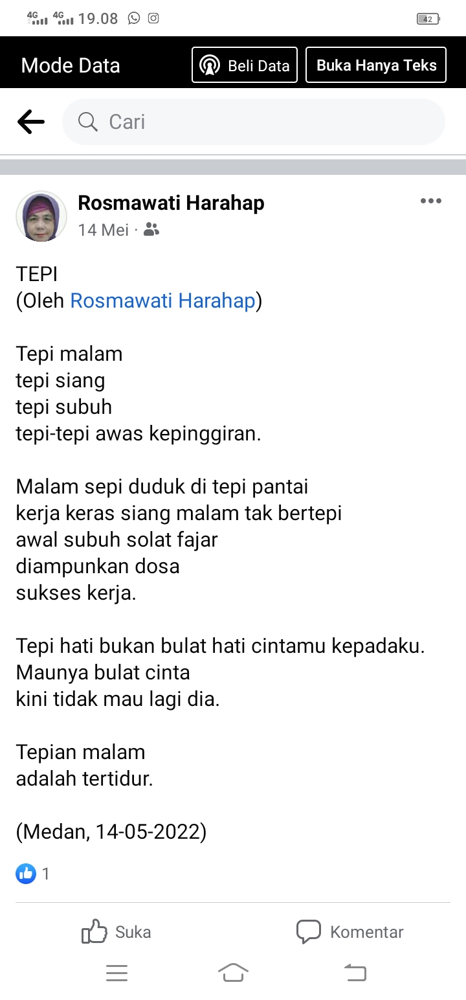 4G 4G 19.08 42
Mode Data Beli Data Buka Hanya Teks
Cari
Rosmawati Harahap
14 Mei ·
TEPI
(Oleh Rosmawati Harahap)
Tepi malam
tepi siang
tepi subuh
tepi-tepi awas kepinggiran.
Malam sepi duduk di tepi pantai
kerja keras siang malam tak bertepi
awal subuh solat fajar
diampunkan dosa
sukses kerja.
Tepi hati bukan bulat hati cintamu kepadaku.
Maunya bulat cinta
kini tidak mau lagi dia.
Tepian malam
adalah tertidur.
(Medan, 14-05-2022)
1
Suka Komentar